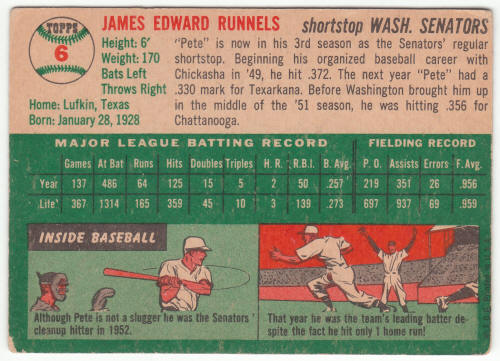 TOPPS
6
JAMES EDWARD RUNNELS shortstop WASH. SENATORS
Height: 6'
Weight: 170
Bats Left
Throws Right
Home: Lufkin, Texas
Born: January 28, 1928
"Pete" is now in his 3rd season as the Senators' regular
shortstop. Beginning his organized baseball career with
Chickasha in '49, he hit .372. The next year "Pete" had a
.330 mark for Texarkana. Before Washington brought him up
in the middle of the '51 season, he was hitting .356 for
Chattanooga.
MAJOR LEAGUE BATTING RECORD FIELDING RECORD
Games At Bat Runs Hits Doubles Triples H. R. R.B.I. B. Avg. P. O. Assists Errors F. Avg.
Year 137 486 64 125 15 5 2 50 .257 219 351 26 .956
Life 367 1314 165 359 45 10 3 139 .273 697 937 69 .959
INSIDE BASEBALL
Although Pete is not a slugger he was the Senators'
cleanup hitter in 1952.
That year he was the team's leading batter de-
spite the fact he hit only 1 home run!